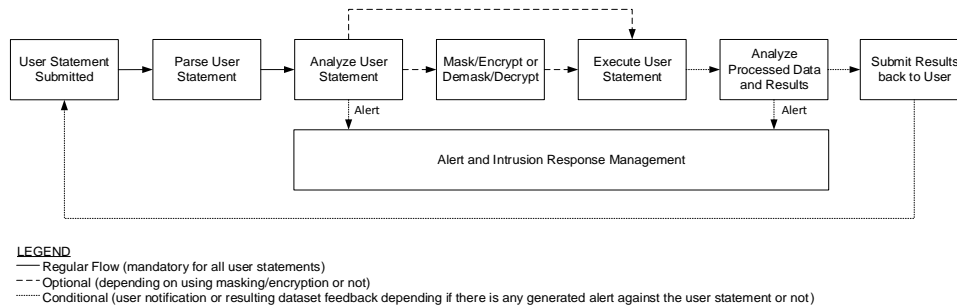 User Statement
Submitted
Parse User
Statement
Analyze User
Statement
Mask/Encrypt or
Demask/Decrypt
Execute User
Statement
Analyze
Processed Data
and Results
Submit Results
back to User
Alert
Alert
Alert and Intrusion Response Management
LEGEND
Regular Flow (mandatory for all user statements)
Optional (depending on using masking/encryption or not)
Conditional (user notification or resulting dataset feedback depending if there is any generated alert against the user statement or not)